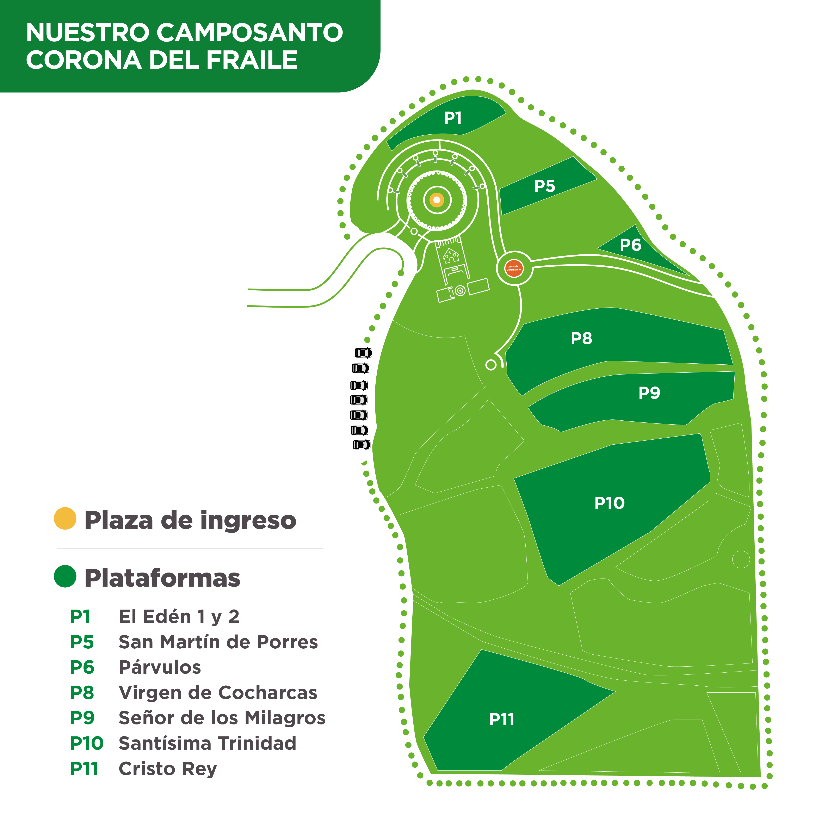 NUESTRO CAMPOSANTO
CORONA DEL FRAILE
P1
P5
P6
P8
P9
P10
P11
Plaza de ingreso
Plataformas
P1 El Edén 1 y 2
P5 San Martín de Porres
P6 Párvulos
P8 Virgen de Cocharcas
P9 Señor de los Milagros
P10 Santísima Trinidad
P11 Cristo Rey